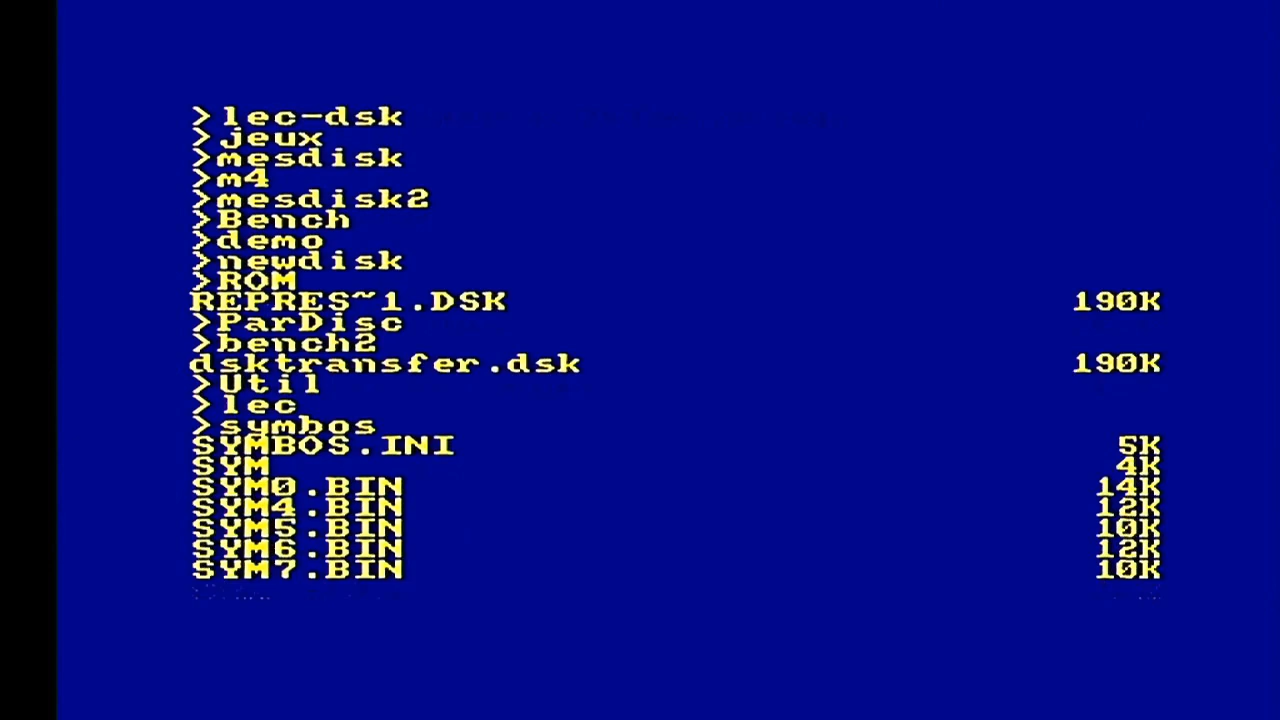 >lec-dsk
>jeux
>mesdisk
>m4
>mesdisk2
>Bench
>demo
>newdisk
>ROM
REPRES~1.DSK 190K
>ParDisc
>bench2
dsktransfer.dsk 190K
>Util
>lec
>symbos
SYMBOS.INI 5K
SYM 4K
SYM0.BIN 14K
SYM4.BIN 12K
SYM5.BIN 10K
SYM6.BIN 12K
SYM7.BIN 10K